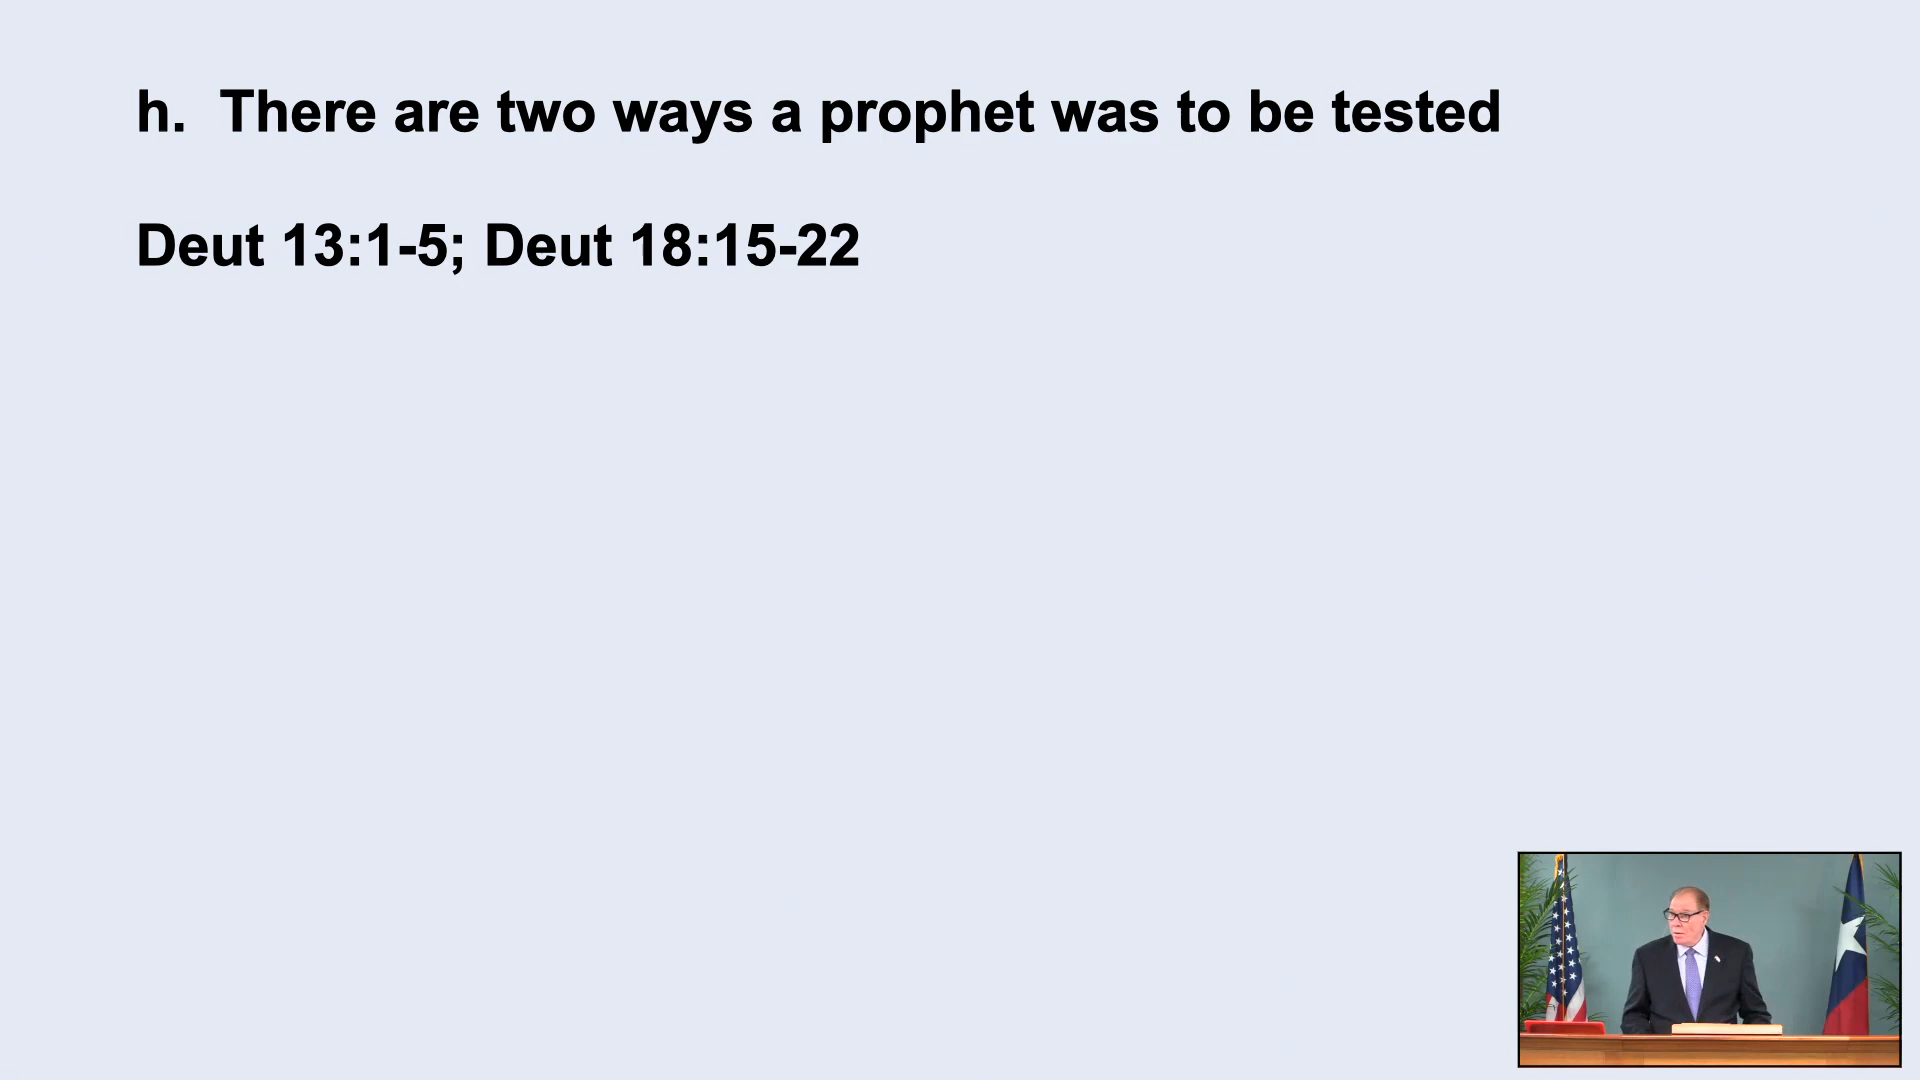 h.  There are two ways a prophet was to be tested
Deut 13:1-5; Deut 18:15-22